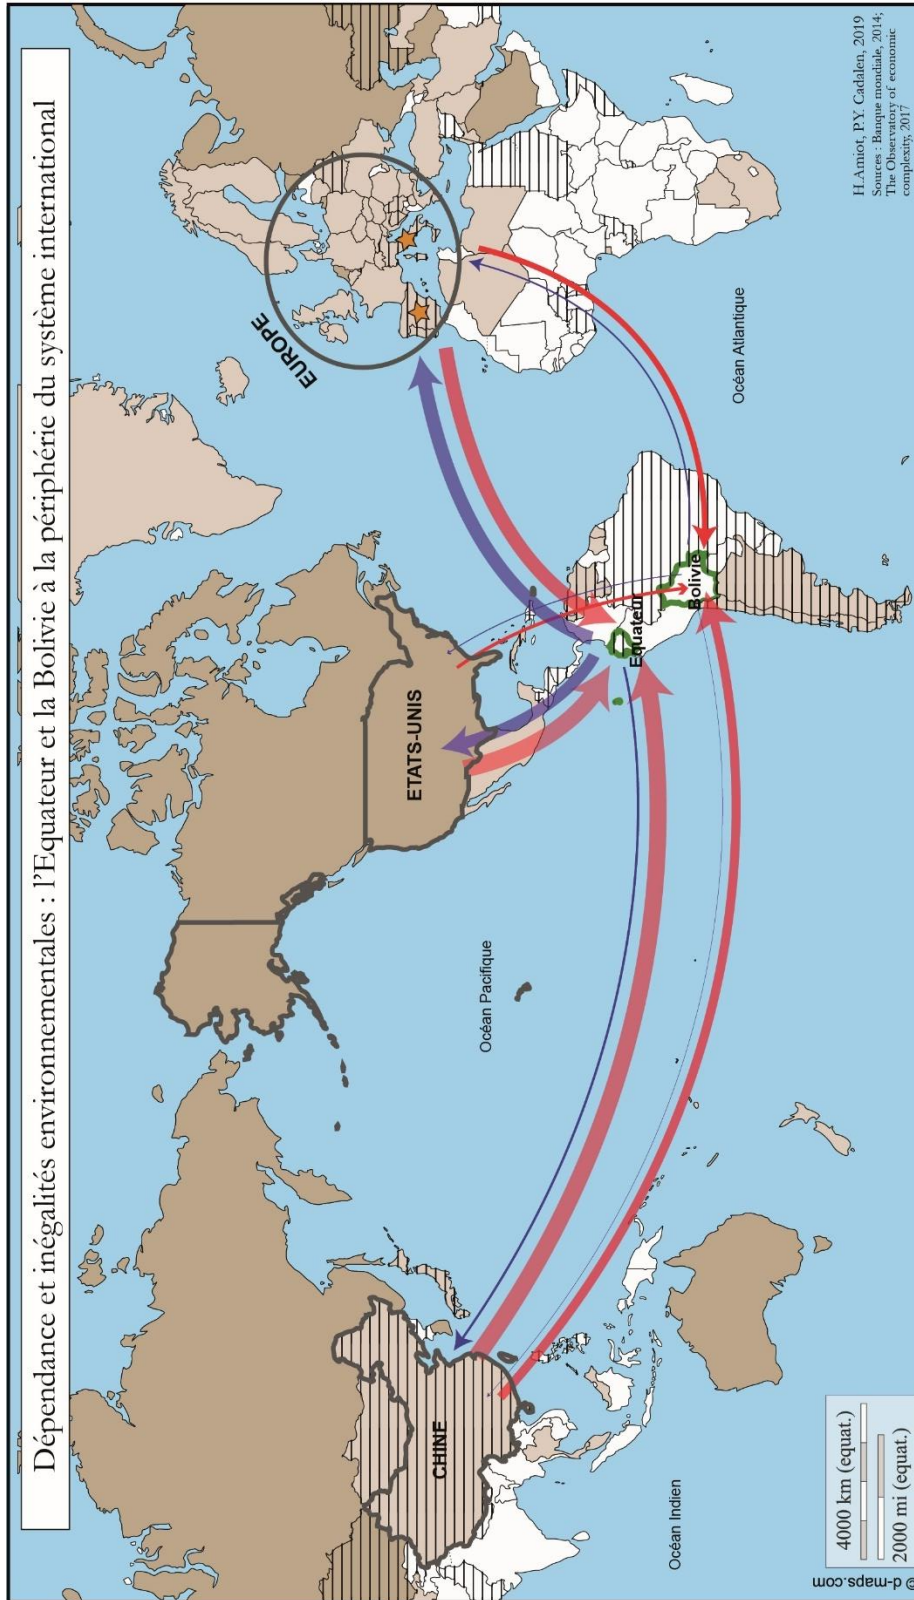 Dépendance et inégalités environnementales : l'Equateur et la Bolivie à la périphérie du système international
EUROPE
ETATS-UNIS
CHINE
Océan Pacifique
Océan Atlantique
Equateur
Bolivie
Océan Indien
4000 km (equat.)
2000 mi (equat.)
© d-maps.com
H.Amiot, P.Y. Cadalen, 2019
Sources : Banque mondiale, 2014;
The Observatory of economic
complexity, 2017